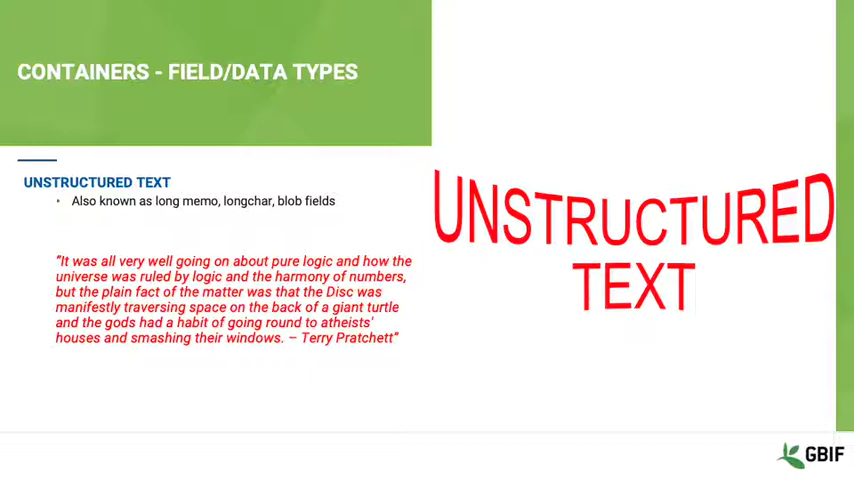 CONTAINERS - FIELD/DATA TYPES
UNSTRUCTURED TEXT
• Also known as long memo, longchar, blob fields
"It was all very well going on about pure logic and how the
universe was ruled by logic and the harmony of numbers,
but the plain fact of the matter was that the Disc was
manifestly traversing space on the back of a giant turtle
and the gods had a habit of going round to atheists'
houses and smashing their windows. – Terry Pratchett"
UNSTRUCTURED
TEXT
GBIF